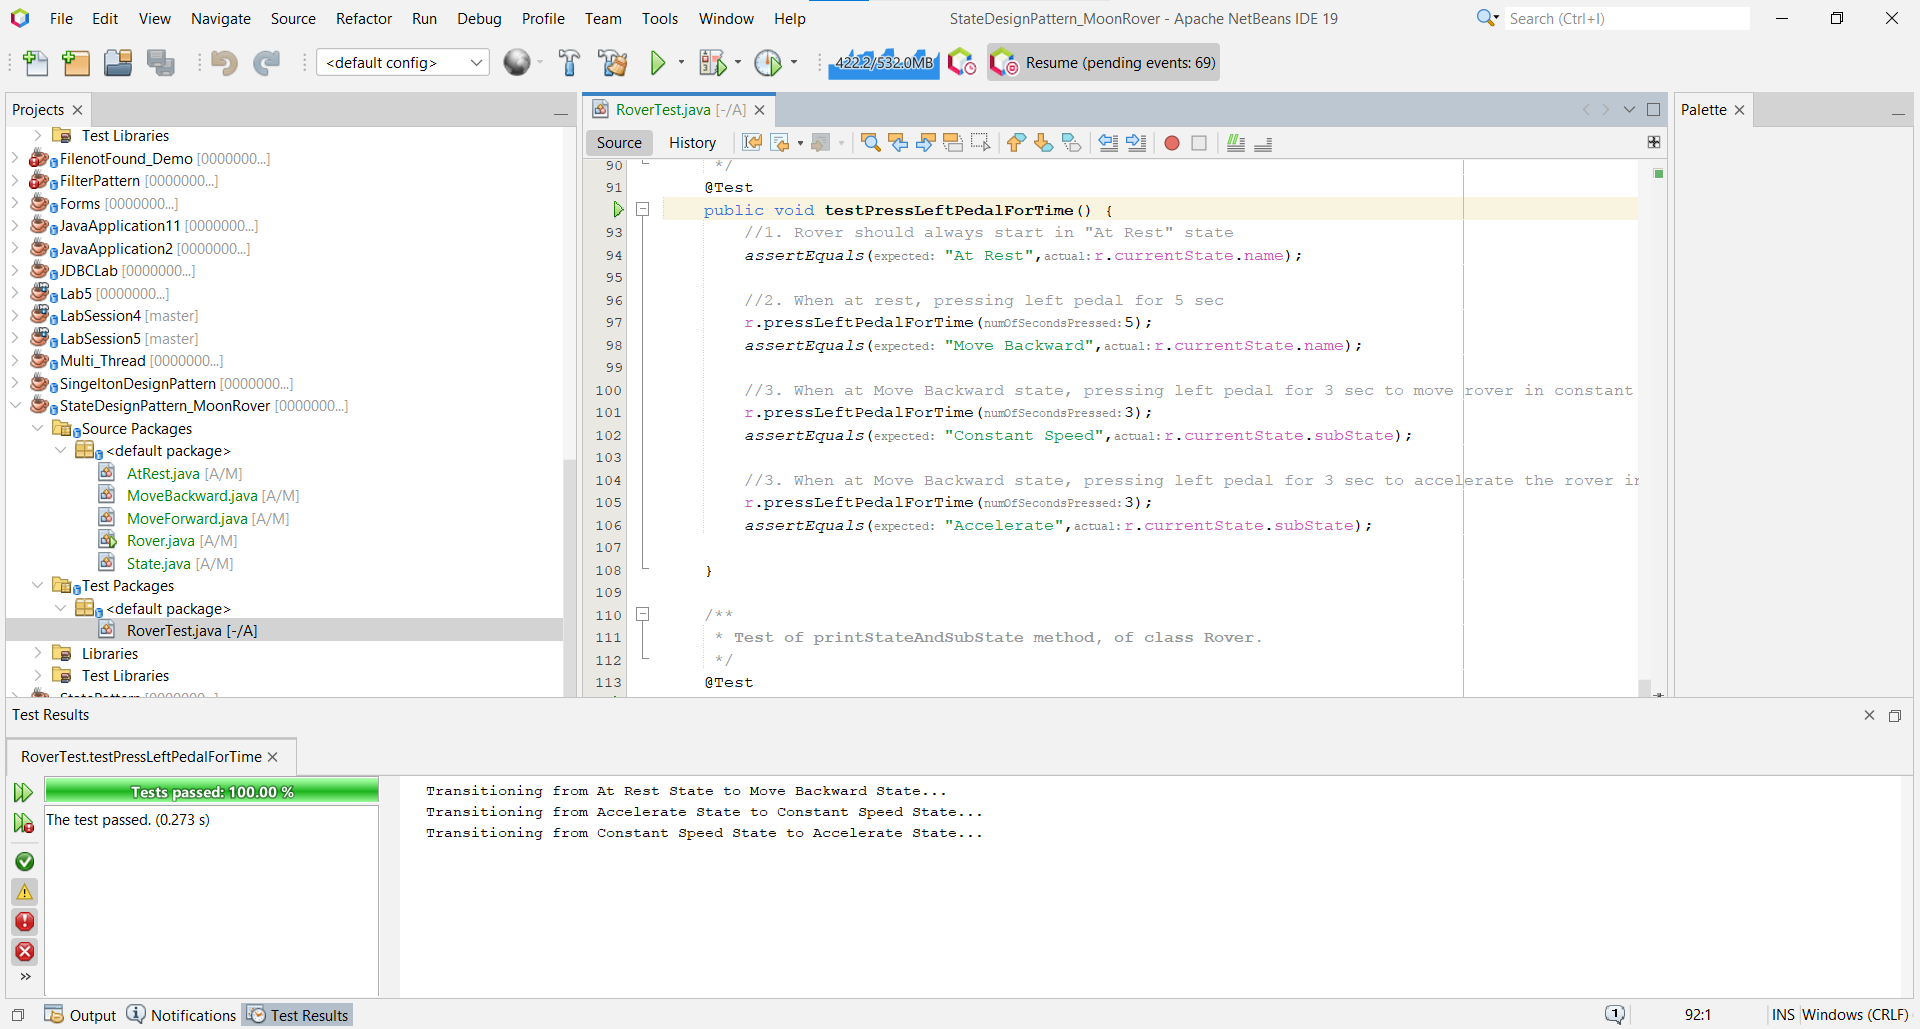 File Edit View Navigate Source Refactor Run Debug Profile Team Tools Window Help StateDesignPattern_MoonRover - Apache NetBeans IDE 19 Search (Ctrl+I)
<default config> 422.2/532.0MB Resume (pending events: 69)
Projects
Test Libraries
FilenotFound_Demo [0000000...]
FilterPattern [0000000...]
Forms [0000000...]
JavaApplication11 [0000000...]
JavaApplication2 [0000000...]
JDBCLab [0000000...]
Lab5 [0000000...]
LabSession4 [master]
LabSession5 [master]
Multi_Thread [0000000...]
SingeltonDesignPattern [0000000...]
StateDesignPattern_MoonRover [0000000...]
Source Packages
<default package>
AtRest.java [A/M]
MoveBackward.java [A/M]
MoveForward.java [A/M]
Rover.java [A/M]
State.java [A/M]
Test Packages
<default package>
RoverTest.java [-/A]
Libraries
Test Libraries
RoverTest.java [-/A]
Source History
90 */
91 @Test
public void testPressLeftPedalForTime() {
93 //1. Rover should always start in "At Rest" state
94 assertEquals(expected: "At Rest",actual:r.currentState.name);
95
96 //2. When at rest, pressing left pedal for 5 sec
97 r.pressLeftPedalForTime(numOfSecondsPressed:5);
98 assertEquals(expected: "Move Backward",actual:r.currentState.name);
99
100 //3. When at Move Backward state, pressing left pedal for 3 sec to move rover in constant
101 r.pressLeftPedalForTime(numOfSecondsPressed:3);
102 assertEquals(expected: "Constant Speed",actual:r.currentState.subState);
103
104 //3. When at Move Backward state, pressing left pedal for 3 sec to accelerate the rover in
105 r.pressLeftPedalForTime(numOfSecondsPressed:3);
106 assertEquals(expected: "Accelerate",actual:r.currentState.subState);
107
108 }
109
110 /**
111 * Test of printStateAndSubState method, of class Rover.
112 */
113 @Test
Palette
Test Results
RoverTest.testPressLeftPedalForTime
Tests passed: 100.00 %
The test passed. (0.273 s)
Transitioning from At Rest State to Move Backward State...
Transitioning from Accelerate State to Constant Speed State...
Transitioning from Constant Speed State to Accelerate State...
Output Notifications Test Results 1 92:1 INS Windows (CRLF)